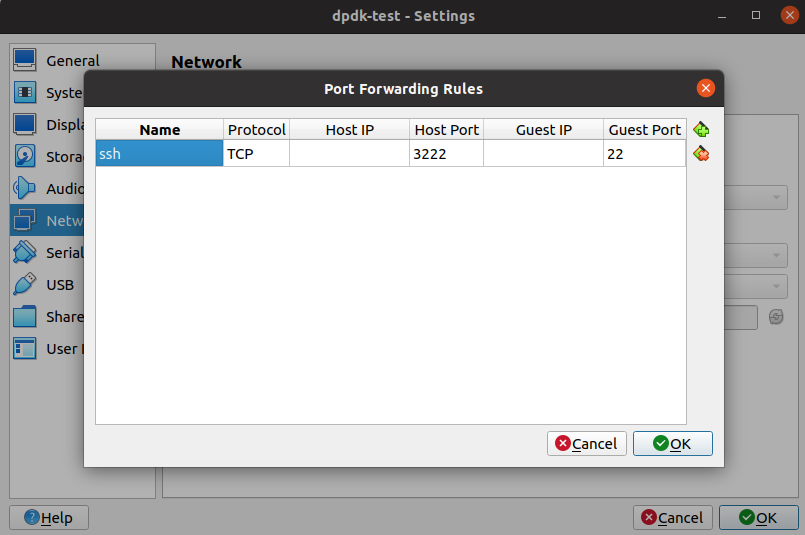 dpdk-test - Settings
General
Network
Syste
Displa
Stora
Audio
Netw
Serial
USB
Share
User
Port Forwarding Rules
Name Protocol Host IP Host Port Guest IP Guest Port
ssh TCP 3222 22
Cancel OK
Help Cancel OK